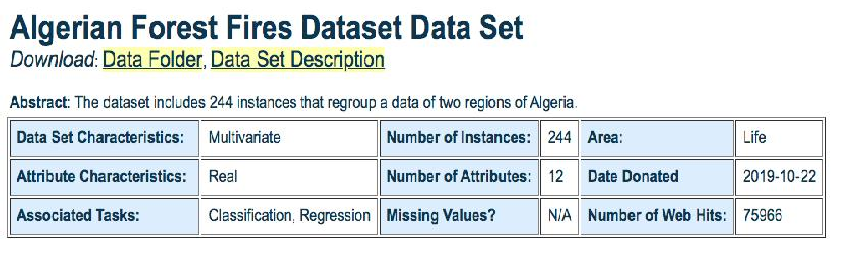 Algerian Forest Fires Dataset Data Set
Download: Data Folder, Data Set Description
Abstract: The dataset includes 244 instances that regroup a data of two regions of Algeria.
Data Set Characteristics: Multivariate Number of Instances: 244 Area: Life
Attribute Characteristics: Real Number of Attributes: 12 Date Donated 2019-10-22
Associated Tasks: Classification, Regression Missing Values? N/A Number of Web Hits: 75966